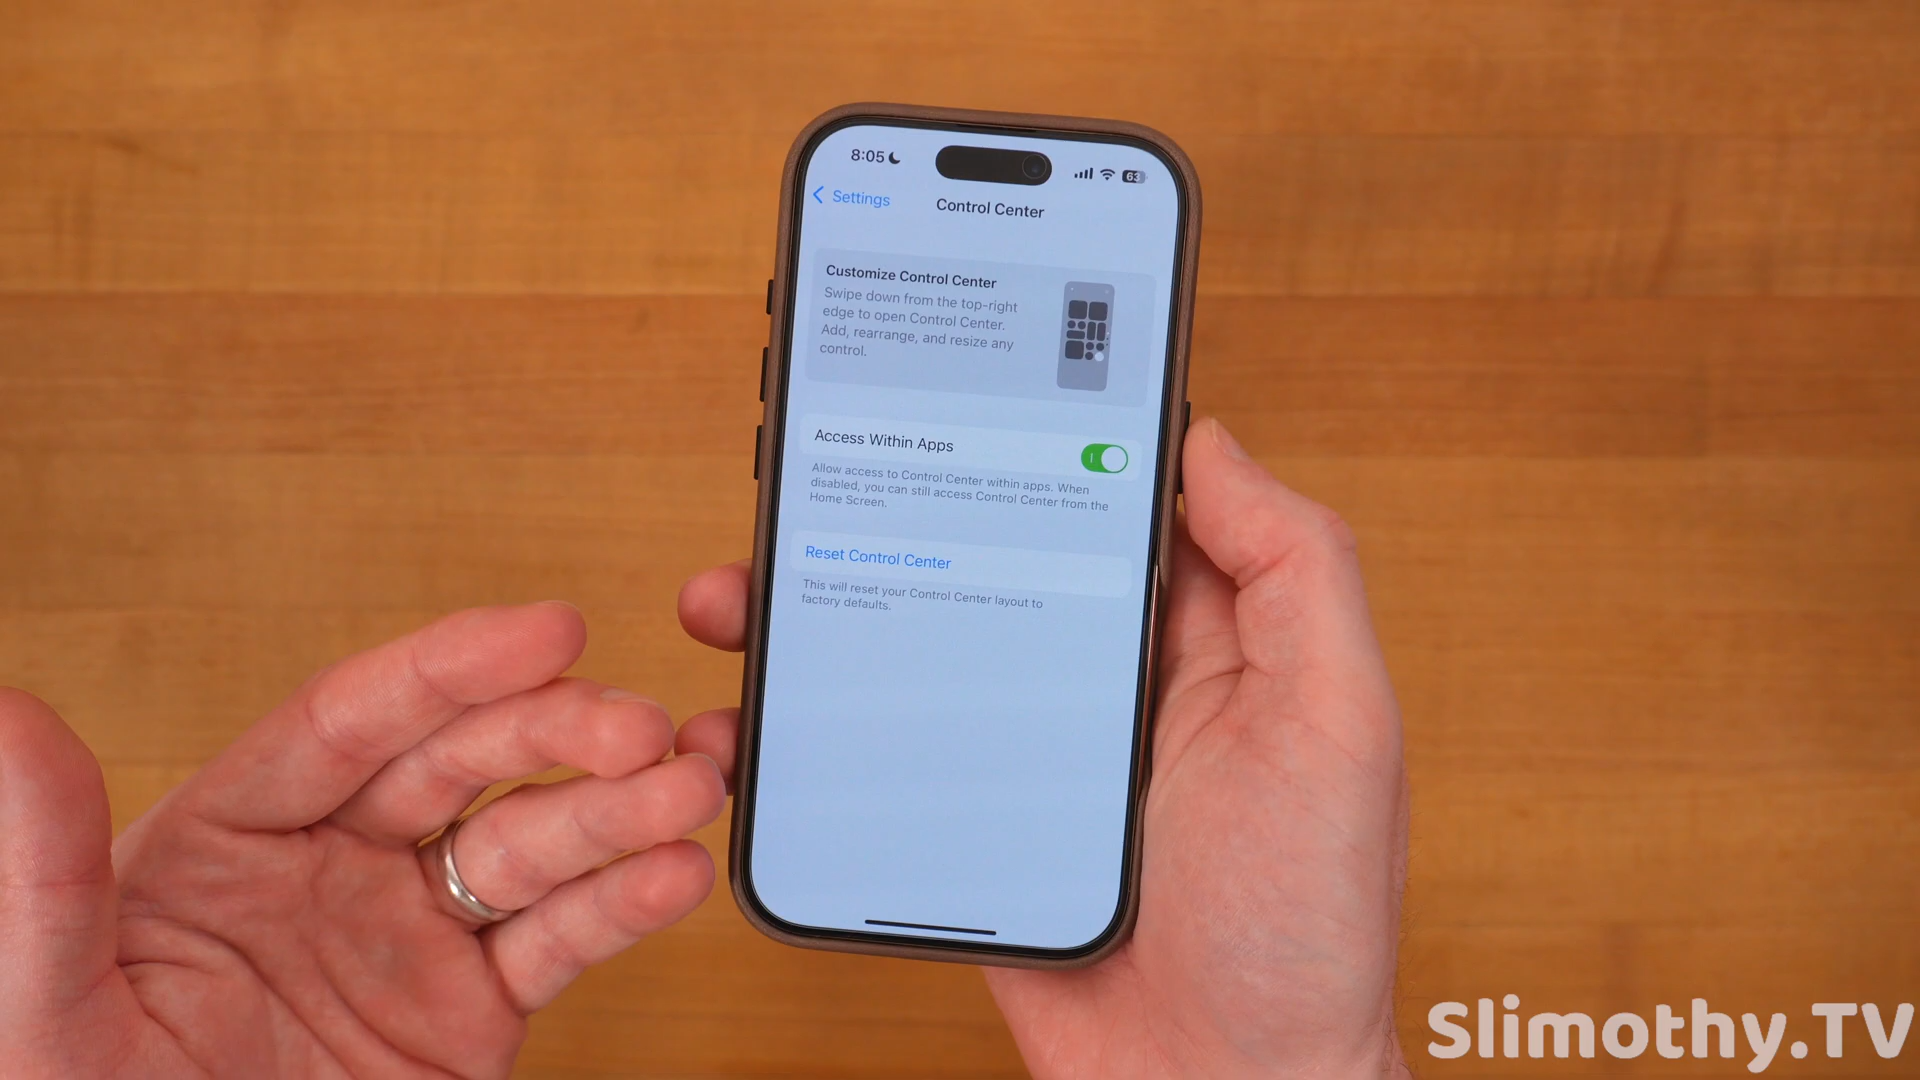 8:05
63
Settings
Control Center
Customize Control Center
Swipe down from the top-right
edge to open Control Center.
Add, rearrange, and resize any
control.
Access Within Apps
Allow access to Control Center within apps. When
disabled, you can still access Control Center from the
Home Screen.
Reset Control Center
This will reset your Control Center layout to
factory defaults.
Slimothy.TV